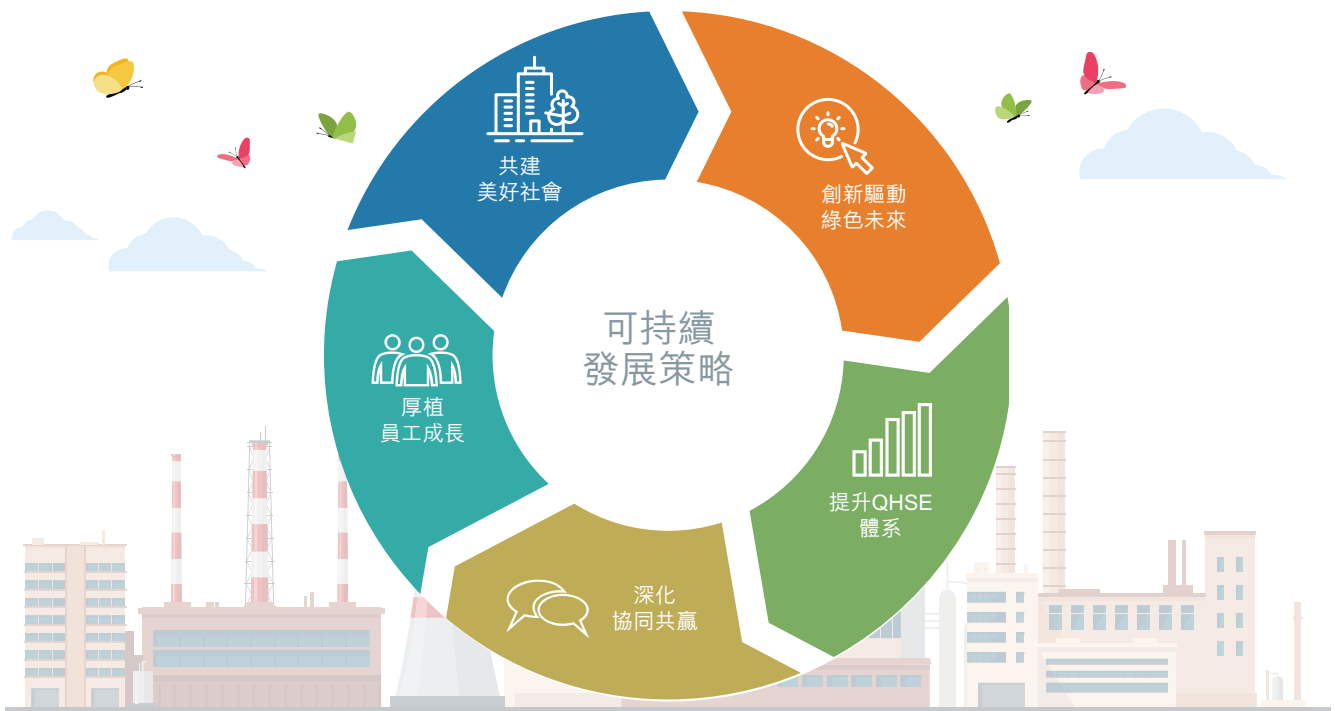 可持續
發展策略
創新驅動
綠色未來
提升QHSE
體系
深化
協同共贏
厚植
員工成長
共建
美好社會